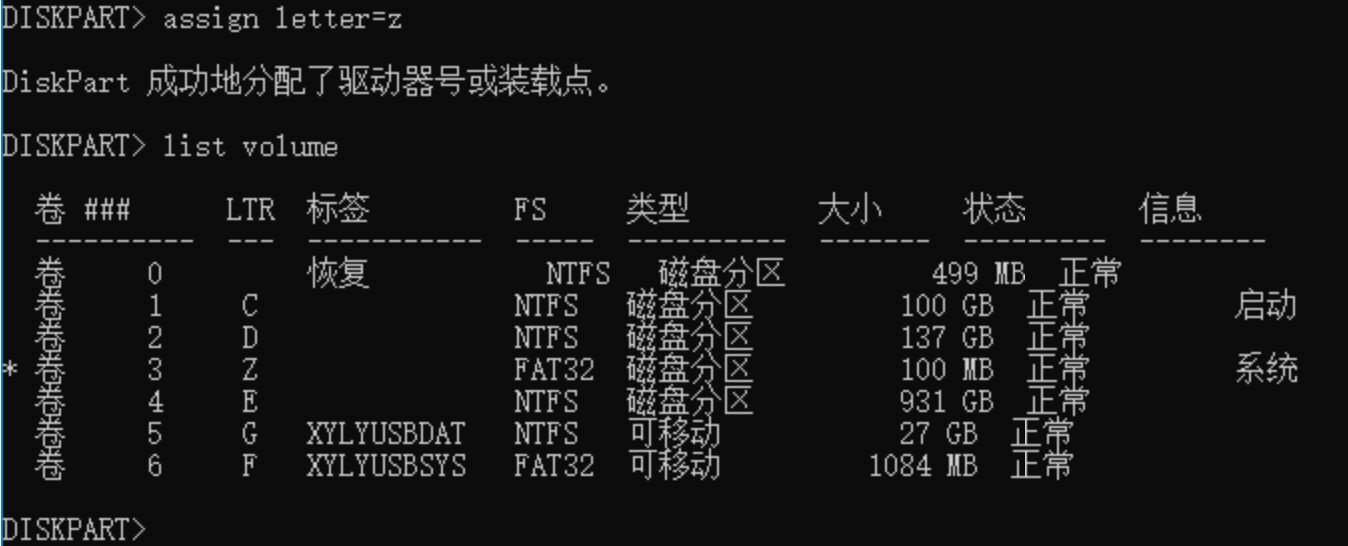 DISKPART> assign letter=z
DiskPart 成功地分配了驱动器号或装载点。
DISKPART> list volume
卷 ### LTR 标签 FS 类型 大小 状态 信息
---------- --- ----------- ----- ---------- ------- --------- --------
卷 0 恢复 NTFS 磁盘分区 499 MB 正常
卷 1 C NTFS 磁盘分区 100 GB 正常 启动
卷 2 D NTFS 磁盘分区 137 GB 正常
* 卷 3 Z FAT32 磁盘分区 100 MB 正常 系统
卷 4 E NTFS 磁盘分区 931 GB 正常
卷 5 G XYLYUSBDAT NTFS 可移动 27 GB 正常
卷 6 F XYLYUSBSYS FAT32 可移动 1084 MB 正常
DISKPART>